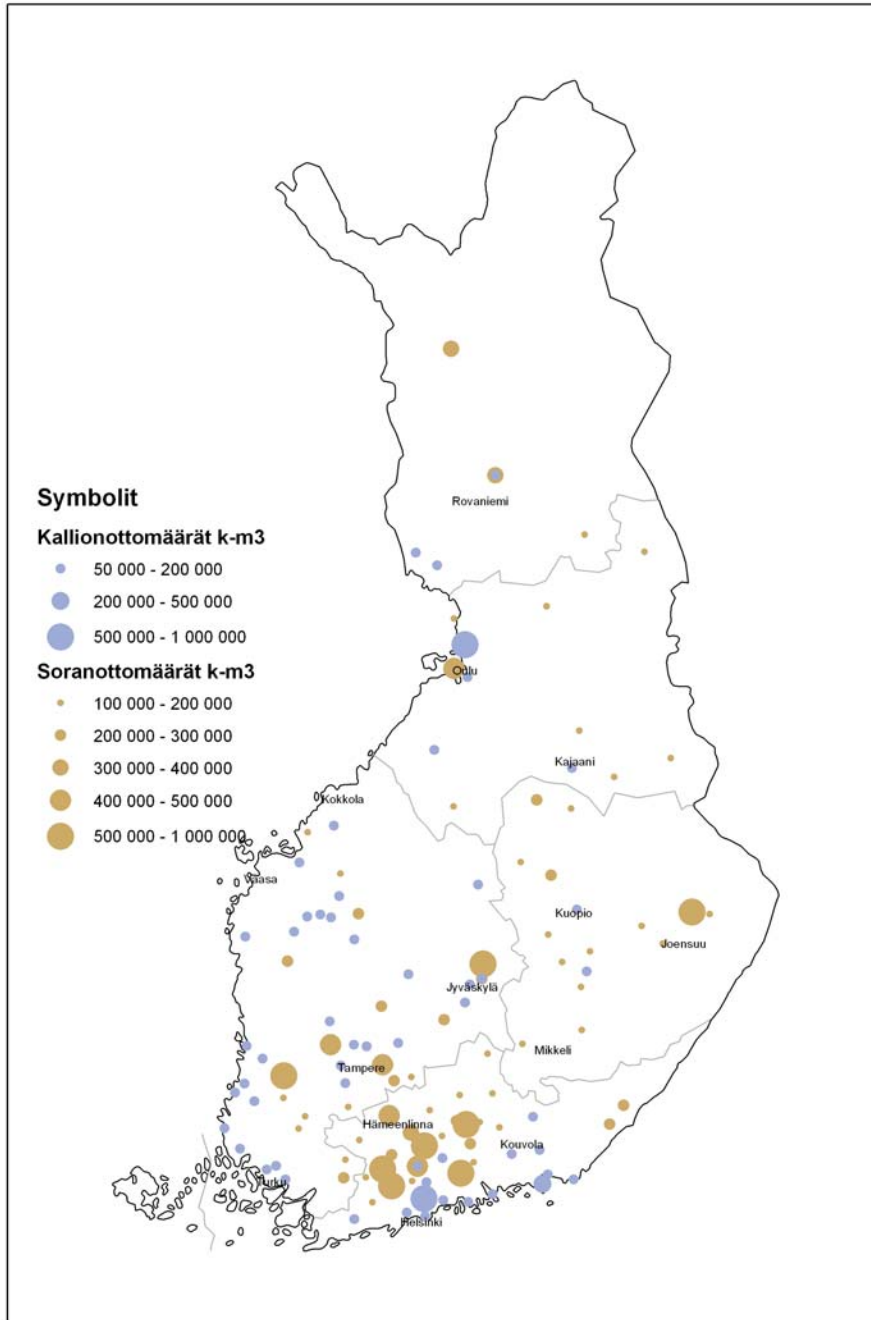 Rovaniemi
Symbolit
Kallionottomäärät k-m3
50 000 - 200 000
200 000 - 500 000
500 000 - 1 000 000
Soranottomäärät k-m3
100 000 - 200 000
200 000 - 300 000
300 000 - 400 000
400 000 - 500 000
500 000 - 1 000 000
Oulu
Kajaani
Kokkola
Vaasa
Kuopio
Joensuu
Jyväskylä
Mikkeli
Tampere
Hämeenlinna
Kouvola
Turku
Helsinki